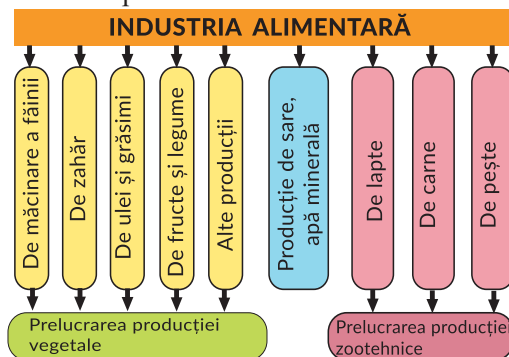 INDUSTRIA ALIMENTARĂ
De măcinare a făinii
De zahăr
De ulei și grăsimi
De fructe și legume
Alte producții
Producție de sare,
apă minerală
De lapte
De carne
De pește
Prelucrarea producției
vegetale
Prelucrarea producției
zootehnice